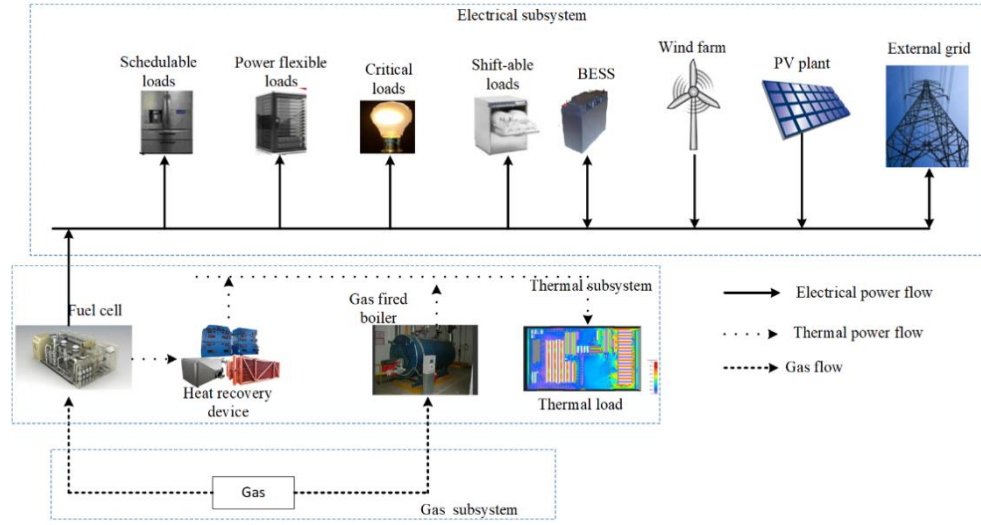 Electrical subsystem
Schedulable
loads
Power flexible
loads
Critical
loads
Shift-able
loads
BESS
Wind farm
PV plant
External grid
Fuel cell
Gas fired
boiler
Thermal subsystem
Heat recovery
device
Thermal load
Electrical power flow
Thermal power flow
Gas flow
Gas
Gas subsystem